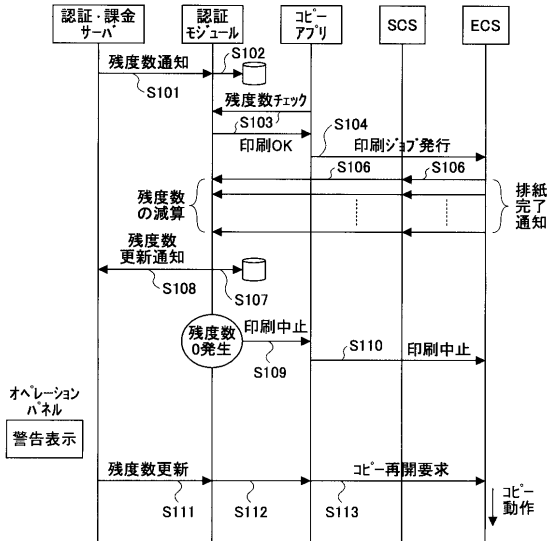 認証・課金
サーバ
認証
モジュール
コピー
アプリ
SCS
ECS
残度数通知
S102
S101
残度数チェック
S103
印刷OK
S104
印刷ジョブ発行
S106
S106
残度数
の減算
排紙
完了
通知
残度数
更新通知
S108
S107
残度数
0発生
印刷中止
S109
S110
印刷中止
オペレーション
パネル
警告表示
残度数更新
コピー再開要求
S111
S112
S113
コピー
動作